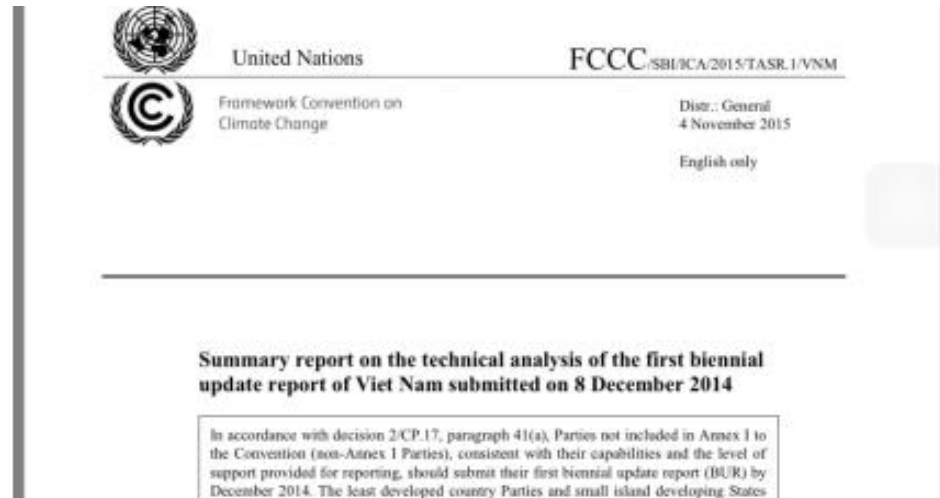 United Nations
FCCC/SBI/ICA/2015/TASR.1/VNM
Framework Convention on
Climate Change
Distr.: General
4 November 2015
English only
Summary report on the technical analysis of the first biennial
update report of Viet Nam submitted on 8 December 2014
In accordance with decision 2/CP.17, paragraph 41(a), Parties not included in Annex I to
the Convention (non-Annex I Parties), consistent with their capabilities and the level of
support provided for reporting, should submit their first biennial update report (BUR) by
December 2014. The least developed country Parties and small island developing States